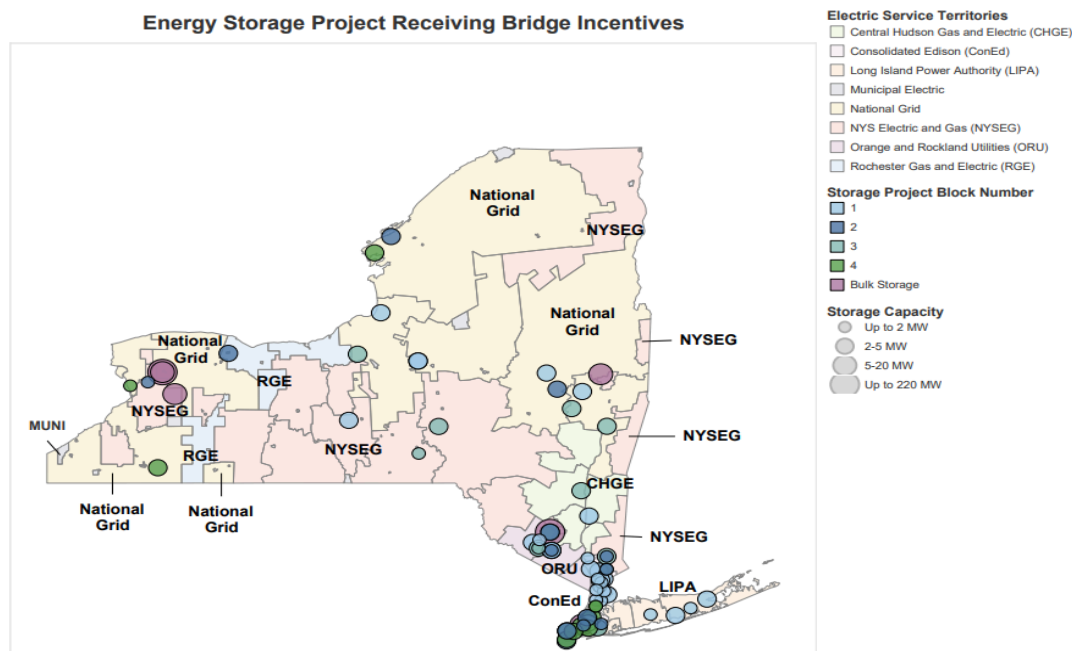 Energy Storage Project Receiving Bridge Incentives
Electric Service Territories
Central Hudson Gas and Electric (CHGE)
Consolidated Edison (ConEd)
Long Island Power Authority (LIPA)
Municipal Electric
National Grid
NYS Electric and Gas (NYSEG)
Orange and Rockland Utilities (ORU)
Rochester Gas and Electric (RGE)
Storage Project Block Number
1
2
3
4
Bulk Storage
Storage Capacity
Up to 2 MW
2-5 MW
5-20 MW
Up to 220 MW
National
Grid
NYSEG
National
Grid
NYSEG
National
Grid
RGE
NYSEG
MUNI
RGE
NYSEG
NYSEG
National
Grid
National
Grid
CHGE
NYSEG
ORU
LIPA
ConEd